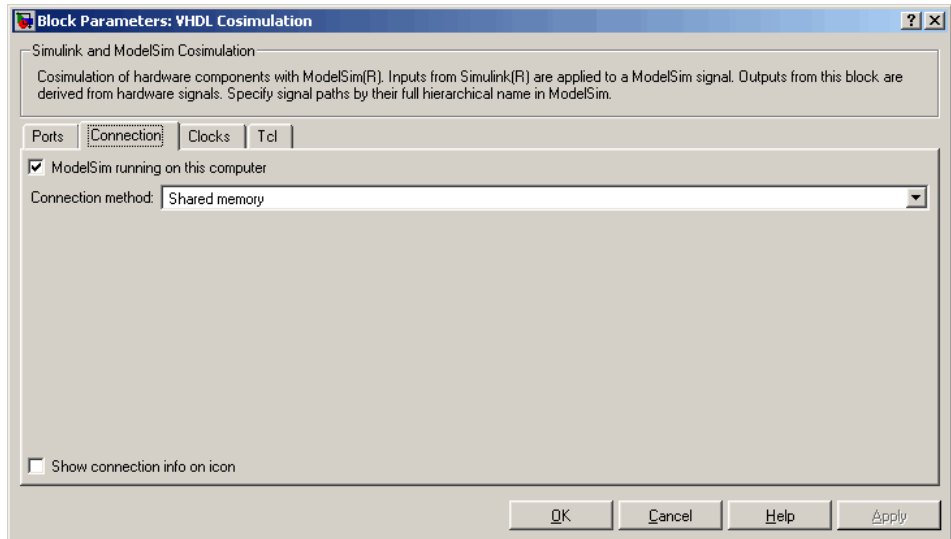 Block Parameters: VHDL Cosimulation
Simulink and ModelSim Cosimulation
Cosimulation of hardware components with ModelSim(R). Inputs from Simulink(R) are applied to a ModelSim signal. Outputs from this block are
derived from hardware signals. Specify signal paths by their full hierarchical name in ModelSim.
Ports Connection Clocks Tcl
ModelSim running on this computer
Connection method: Shared memory
Show connection info on icon
OK Cancel Help Apply